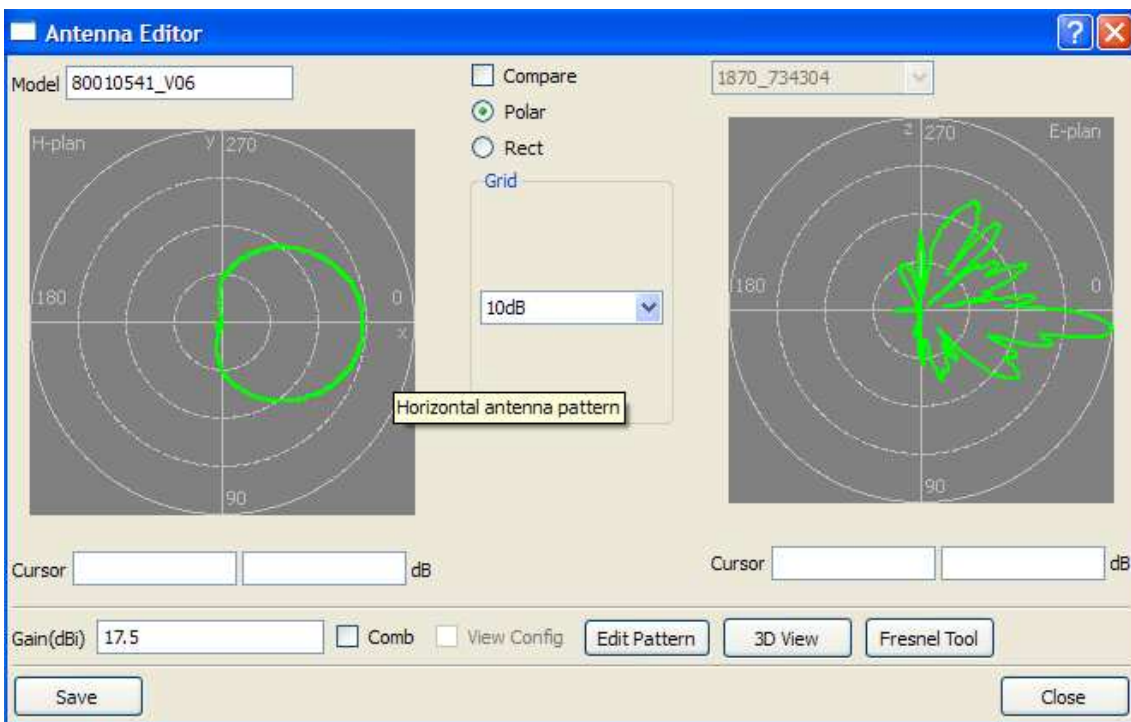 Antenna Editor
Model 80010541_V06
Compare
1870_734304
Polar
Rect
H-plan
y 270
180
0
x
90
Grid
10dB
Horizontal antenna pattern
z 270
E-plan
180
0
90
Cursor dB
Cursor dB
Gain(dBi) 17.5
Comb
View Config
Edit Pattern
3D View
Fresnel Tool
Save
Close